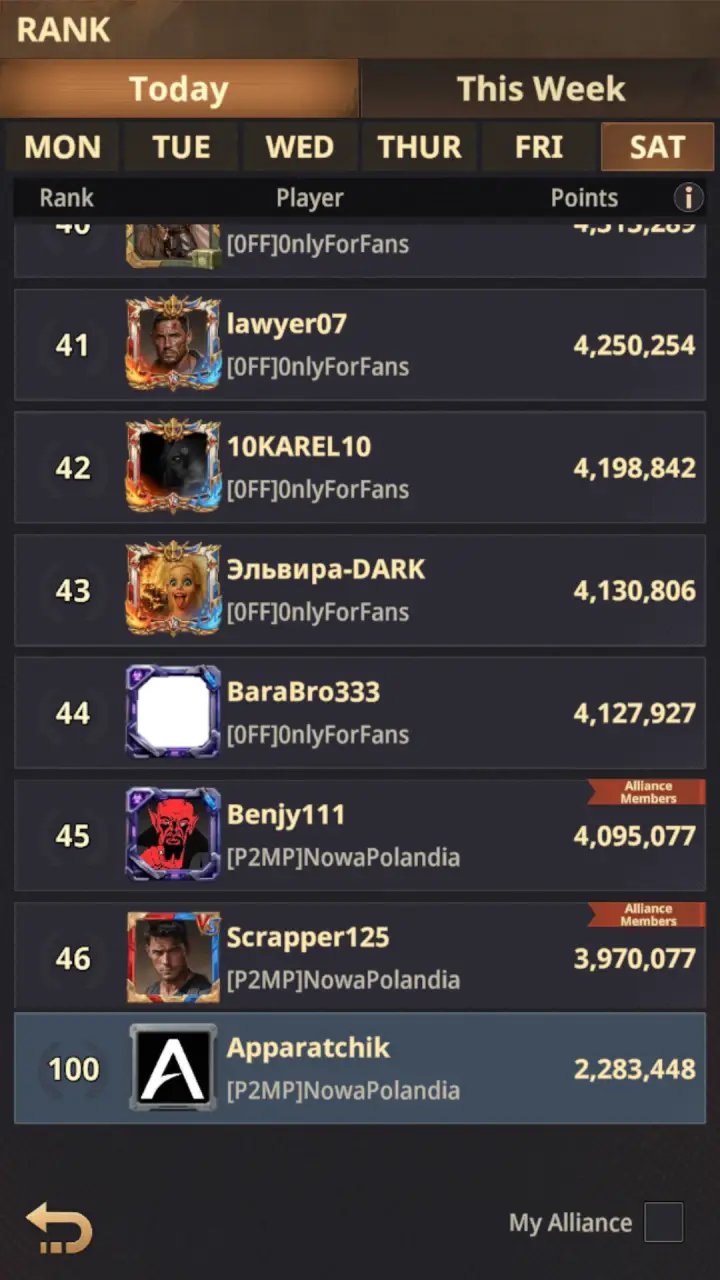 RANK
Today
This Week
MON
TUE
WED
THUR
FRI
SAT
Rank
Player
Points
[0FF]0nlyForFans
41
lawyer07
[0FF]0nlyForFans
4,250,254
42
10KAREL10
[0FF]0nlyForFans
4,198,842
43
Эльвира-DARK
[0FF]0nlyForFans
4,130,806
44
BaraBro333
[0FF]0nlyForFans
4,127,927
45
Benjy111
[P2MP]NowaPolandia
Alliance
Members
4,095,077
46
Scrapper125
[P2MP]NowaPolandia
Alliance
Members
3,970,077
100
Apparatchik
[P2MP]NowaPolandia
2,283,448
My Alliance